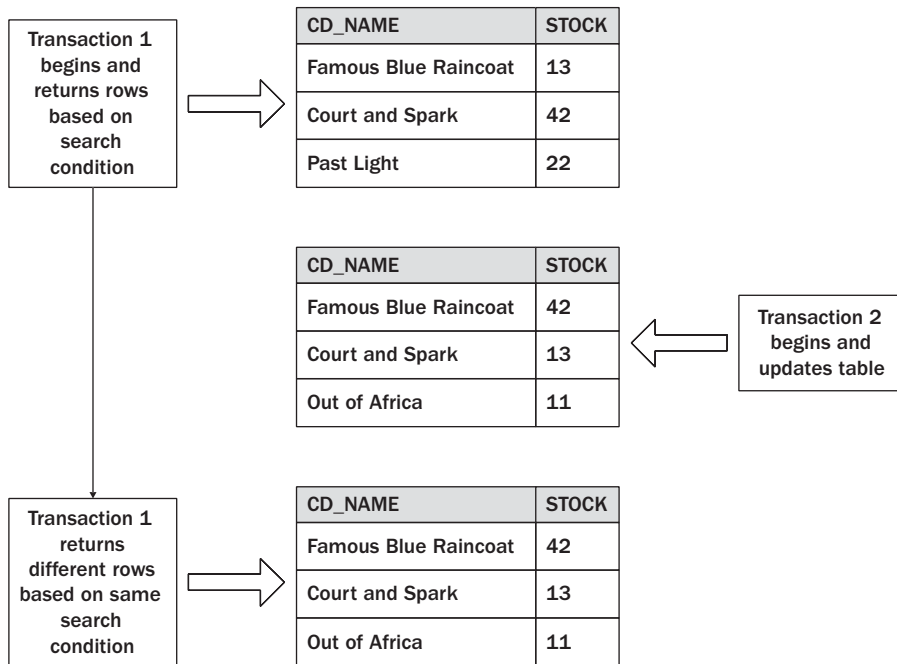 Transaction 1
begins and
returns rows
based on
search
condition
CD_NAME STOCK
Famous Blue Raincoat 13
Court and Spark 42
Past Light 22
CD_NAME STOCK
Famous Blue Raincoat 42
Court and Spark 13
Out of Africa 11
Transaction 2
begins and
updates table
Transaction 1
returns
different rows
based on same
search
condition
CD_NAME STOCK
Famous Blue Raincoat 42
Court and Spark 13
Out of Africa 11